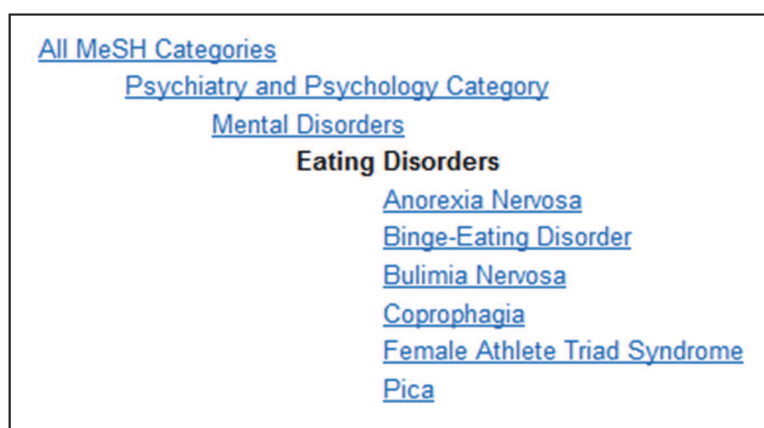 All MeSH Categories
Psychiatry and Psychology Category
Mental Disorders
Eating Disorders
Anorexia Nervosa
Binge-Eating Disorder
Bulimia Nervosa
Coprophagia
Female Athlete Triad Syndrome
Pica